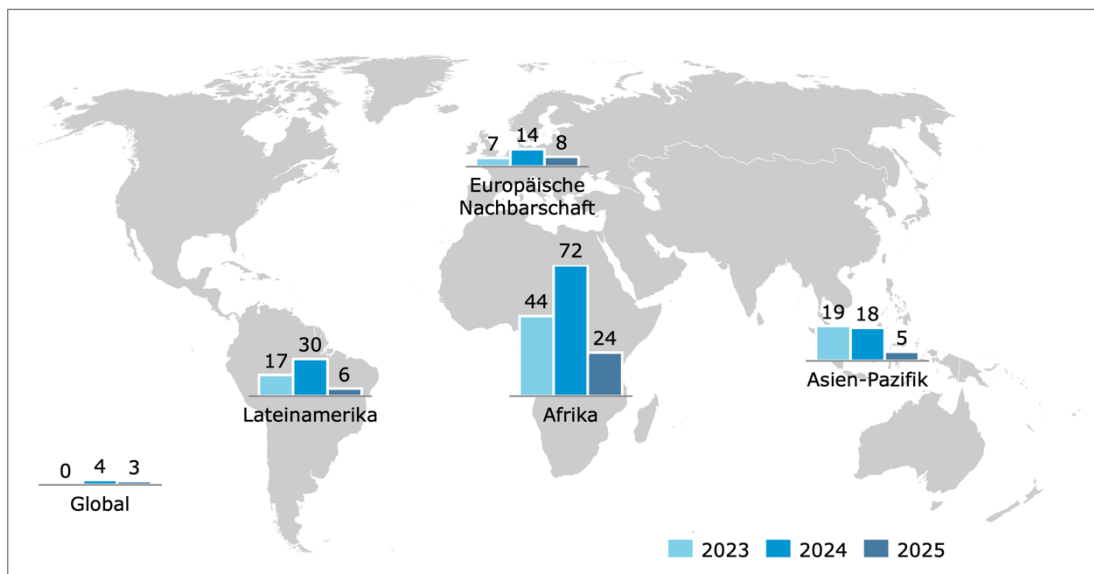 7 14 8
Europäische
Nachbarschaft
44 72 24
Afrika
19 18 5
Asien-Pazifik
17 30 6
Lateinamerika
0 4 3
Global
2023 2024 2025